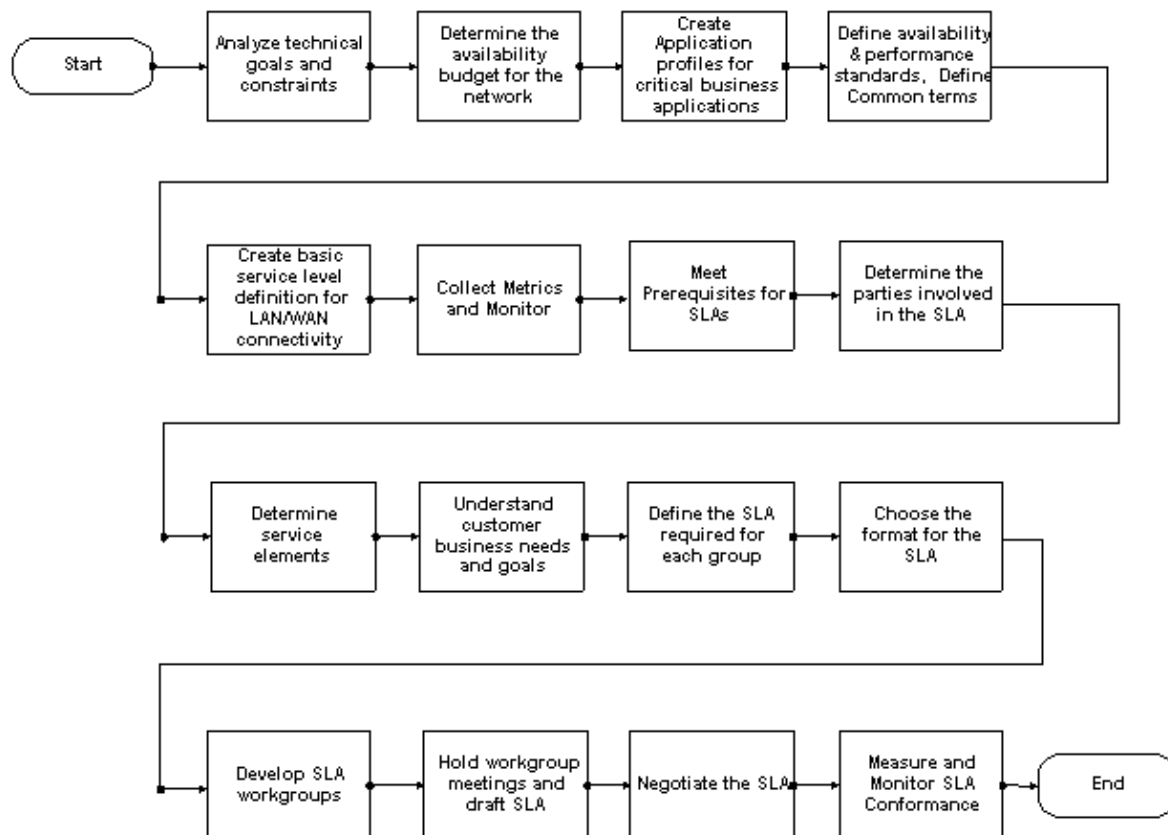 Start
Analyze technical
goals and
constraints
Determine the
availability
budget for the
network
Create
Application
profiles for
critical business
applications
Define availability
& performance
standards, Define
Common terms
Create basic
service level
definition for
LAN/WAN
connectivity
Collect Metrics
and Monitor
Meet
Prerequisites for
SLAs
Determine the
parties involved
in the SLA
Determine
service
elements
Understand
customer
business needs
and goals
Define the SLA
required for
each group
Choose the
format for the
SLA
Develop SLA
workgroups
Hold workgroup
meetings and
draft SLA
Negotiate the SLA
Measure and
Monitor SLA
Conformance
End